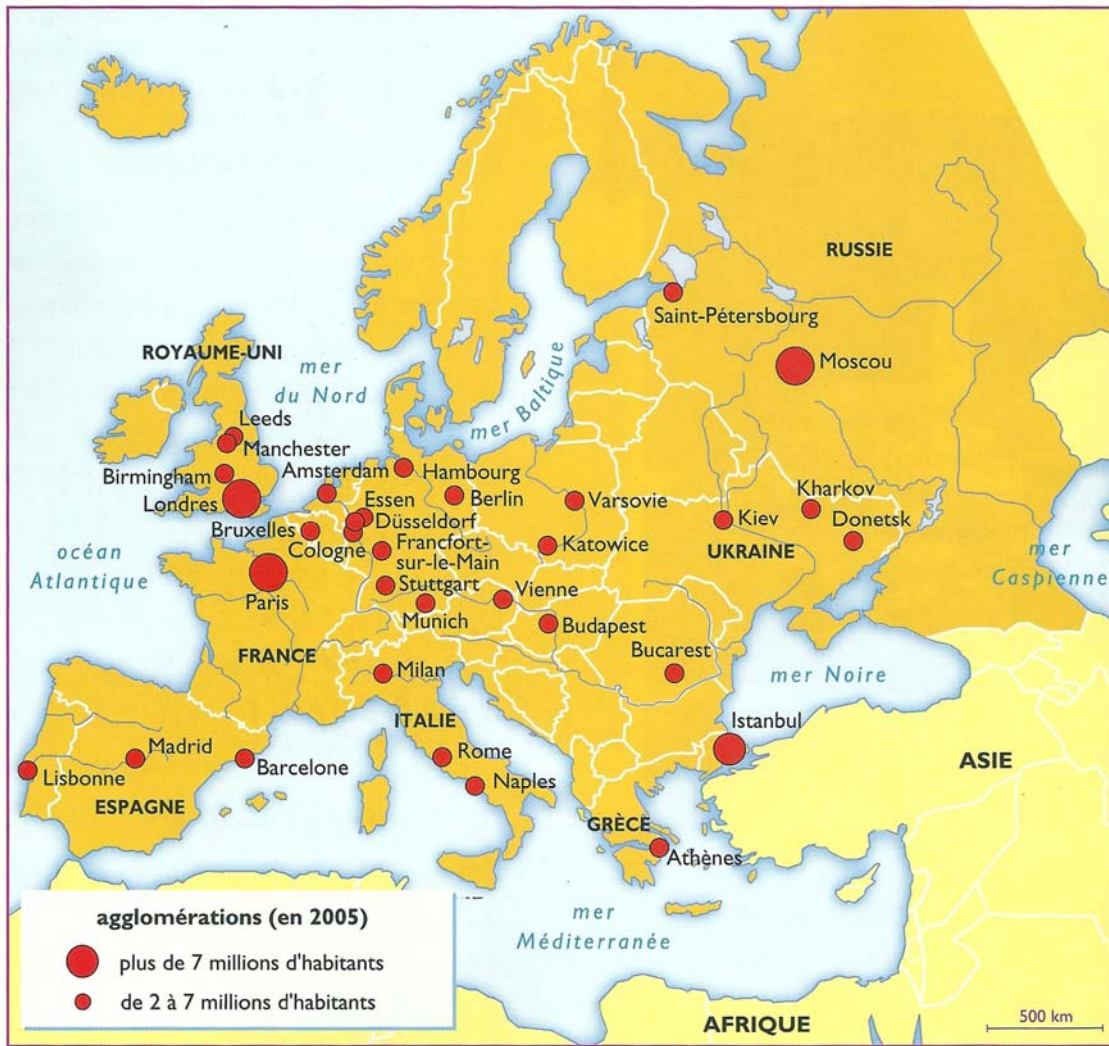 RUSSIE
Saint-Pétersbourg
Moscou
ROYAUME-UNI
mer
du Nord
mer Baltique
Leeds
Manchester
Birmingham
Londres
Amsterdam
Hambourg
Berlin
Varsovie
Essen
Düsseldorf
Bruxelles
Cologne
Francfort-
sur-le-Main
Katowice
Kiev
Kharkov
Donetsk
UKRAINE
océan
Atlantique
Paris
Stuttgart
Munich
Vienne
Budapest
mer
Caspienne
FRANCE
Milan
Bucarest
mer Noire
ITALIE
Istanbul
Madrid
Lisbonne
Barcelone
Rome
Naples
ESPAGNE
ASIE
GRÈCE
Athènes
mer
Méditerranée
agglomérations (en 2005)
plus de 7 millions d'habitants
de 2 à 7 millions d'habitants
AFRIQUE
500 km